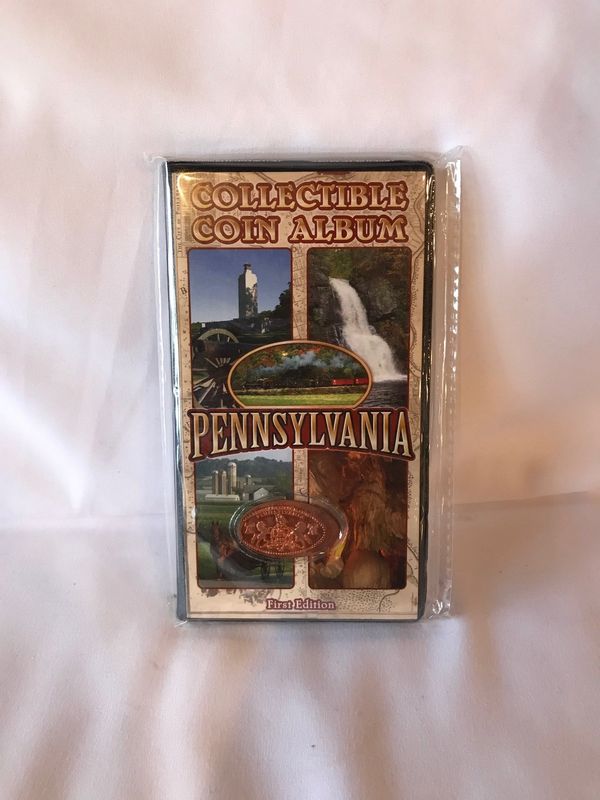 COLLECTIBLE
COIN ALBUM
PENNSYLVANIA
First Edition